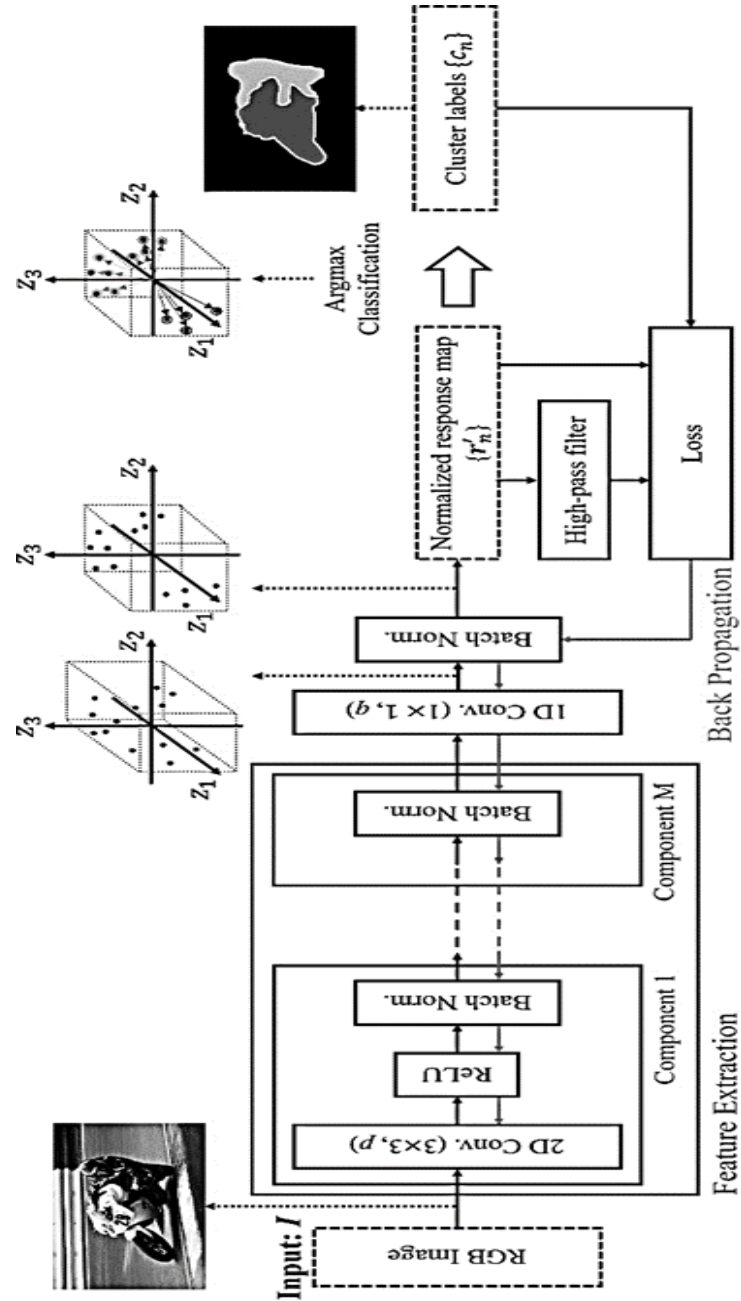 Input: I
RGB Image
2D Conv. (3×3, p)
ReLU
Batch Norm.
Component 1
Batch Norm.
Component M
Feature Extraction
1D Conv. (1 × 1, q)
Batch Norm.
Back Propagation
Z3
Z2
Z1
Z3
Z2
Z1
Z3
Z2
Z1
Normalized response map
{r′n}
High-pass filter
Loss
Argmax
Classification
Cluster labels {cn}